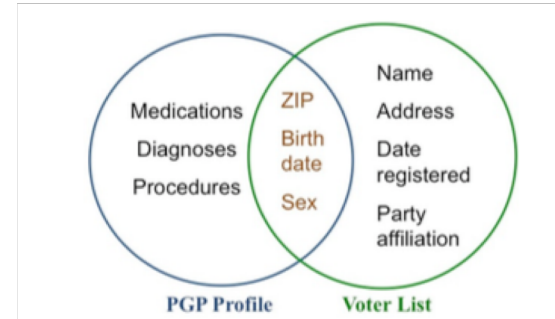 Medications
Diagnoses
Procedures
ZIP
Birth
date
Sex
Name
Address
Date
registered
Party
affiliation
PGP Profile
Voter List